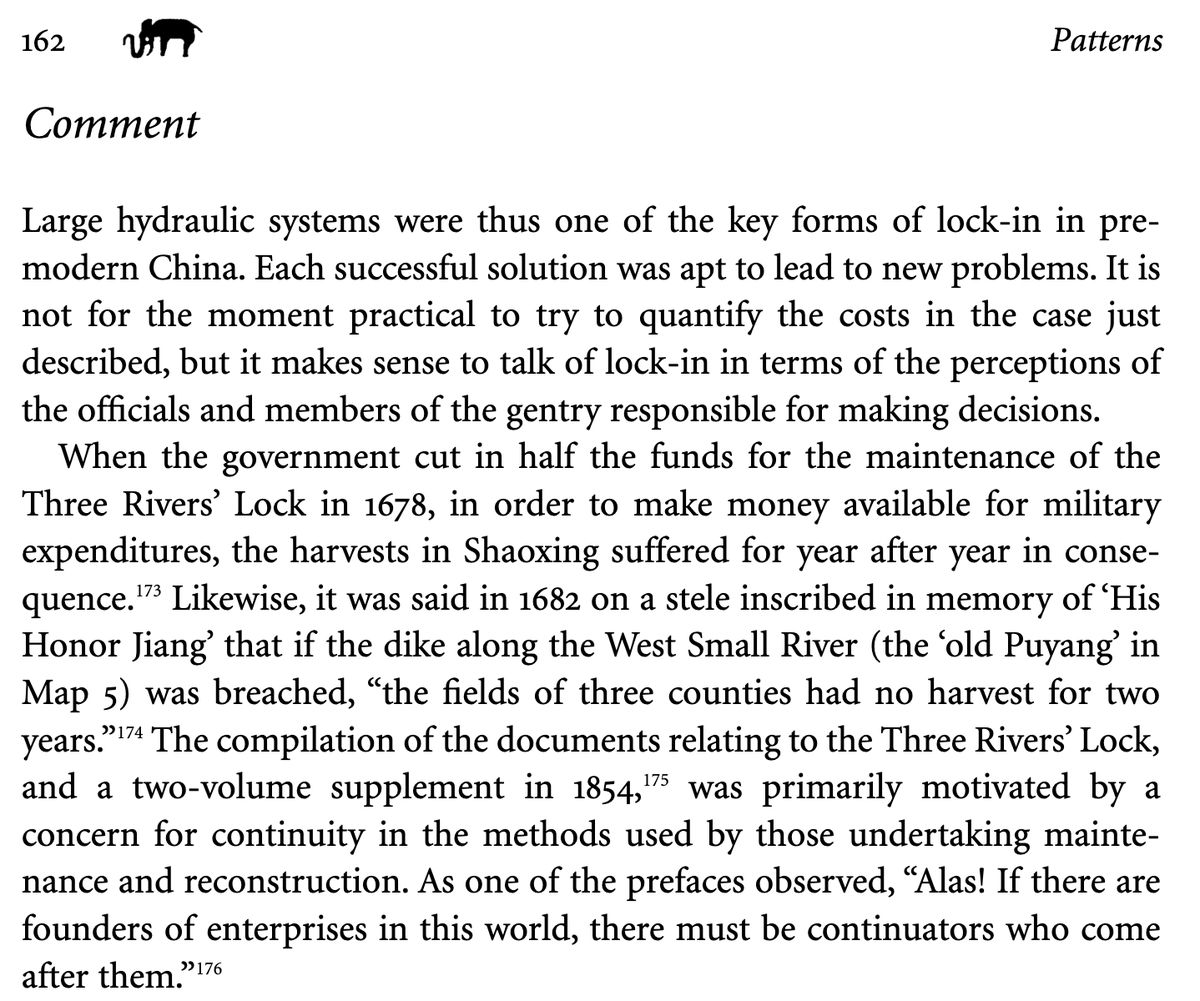 162
Patterns
Comment
Large hydraulic systems were thus one of the key forms of lock-in in pre-
modern China. Each successful solution was apt to lead to new problems. It is
not for the moment practical to try to quantify the costs in the case just
described, but it makes sense to talk of lock-in in terms of the perceptions of
the officials and members of the gentry responsible for making decisions.
When the government cut in half the funds for the maintenance of the
Three Rivers’ Lock in 1678, in order to make money available for military
expenditures, the harvests in Shaoxing suffered for year after year in conse-
quence.173 Likewise, it was said in 1682 on a stele inscribed in memory of ‘His
Honor Jiang’ that if the dike along the West Small River (the ‘old Puyang’ in
Map 5) was breached, “the fields of three counties had no harvest for two
years.”174 The compilation of the documents relating to the Three Rivers’ Lock,
and a two-volume supplement in 1854,175 was primarily motivated by a
concern for continuity in the methods used by those undertaking mainte-
nance and reconstruction. As one of the prefaces observed, “Alas! If there are
founders of enterprises in this world, there must be continuators who come
after them.”176